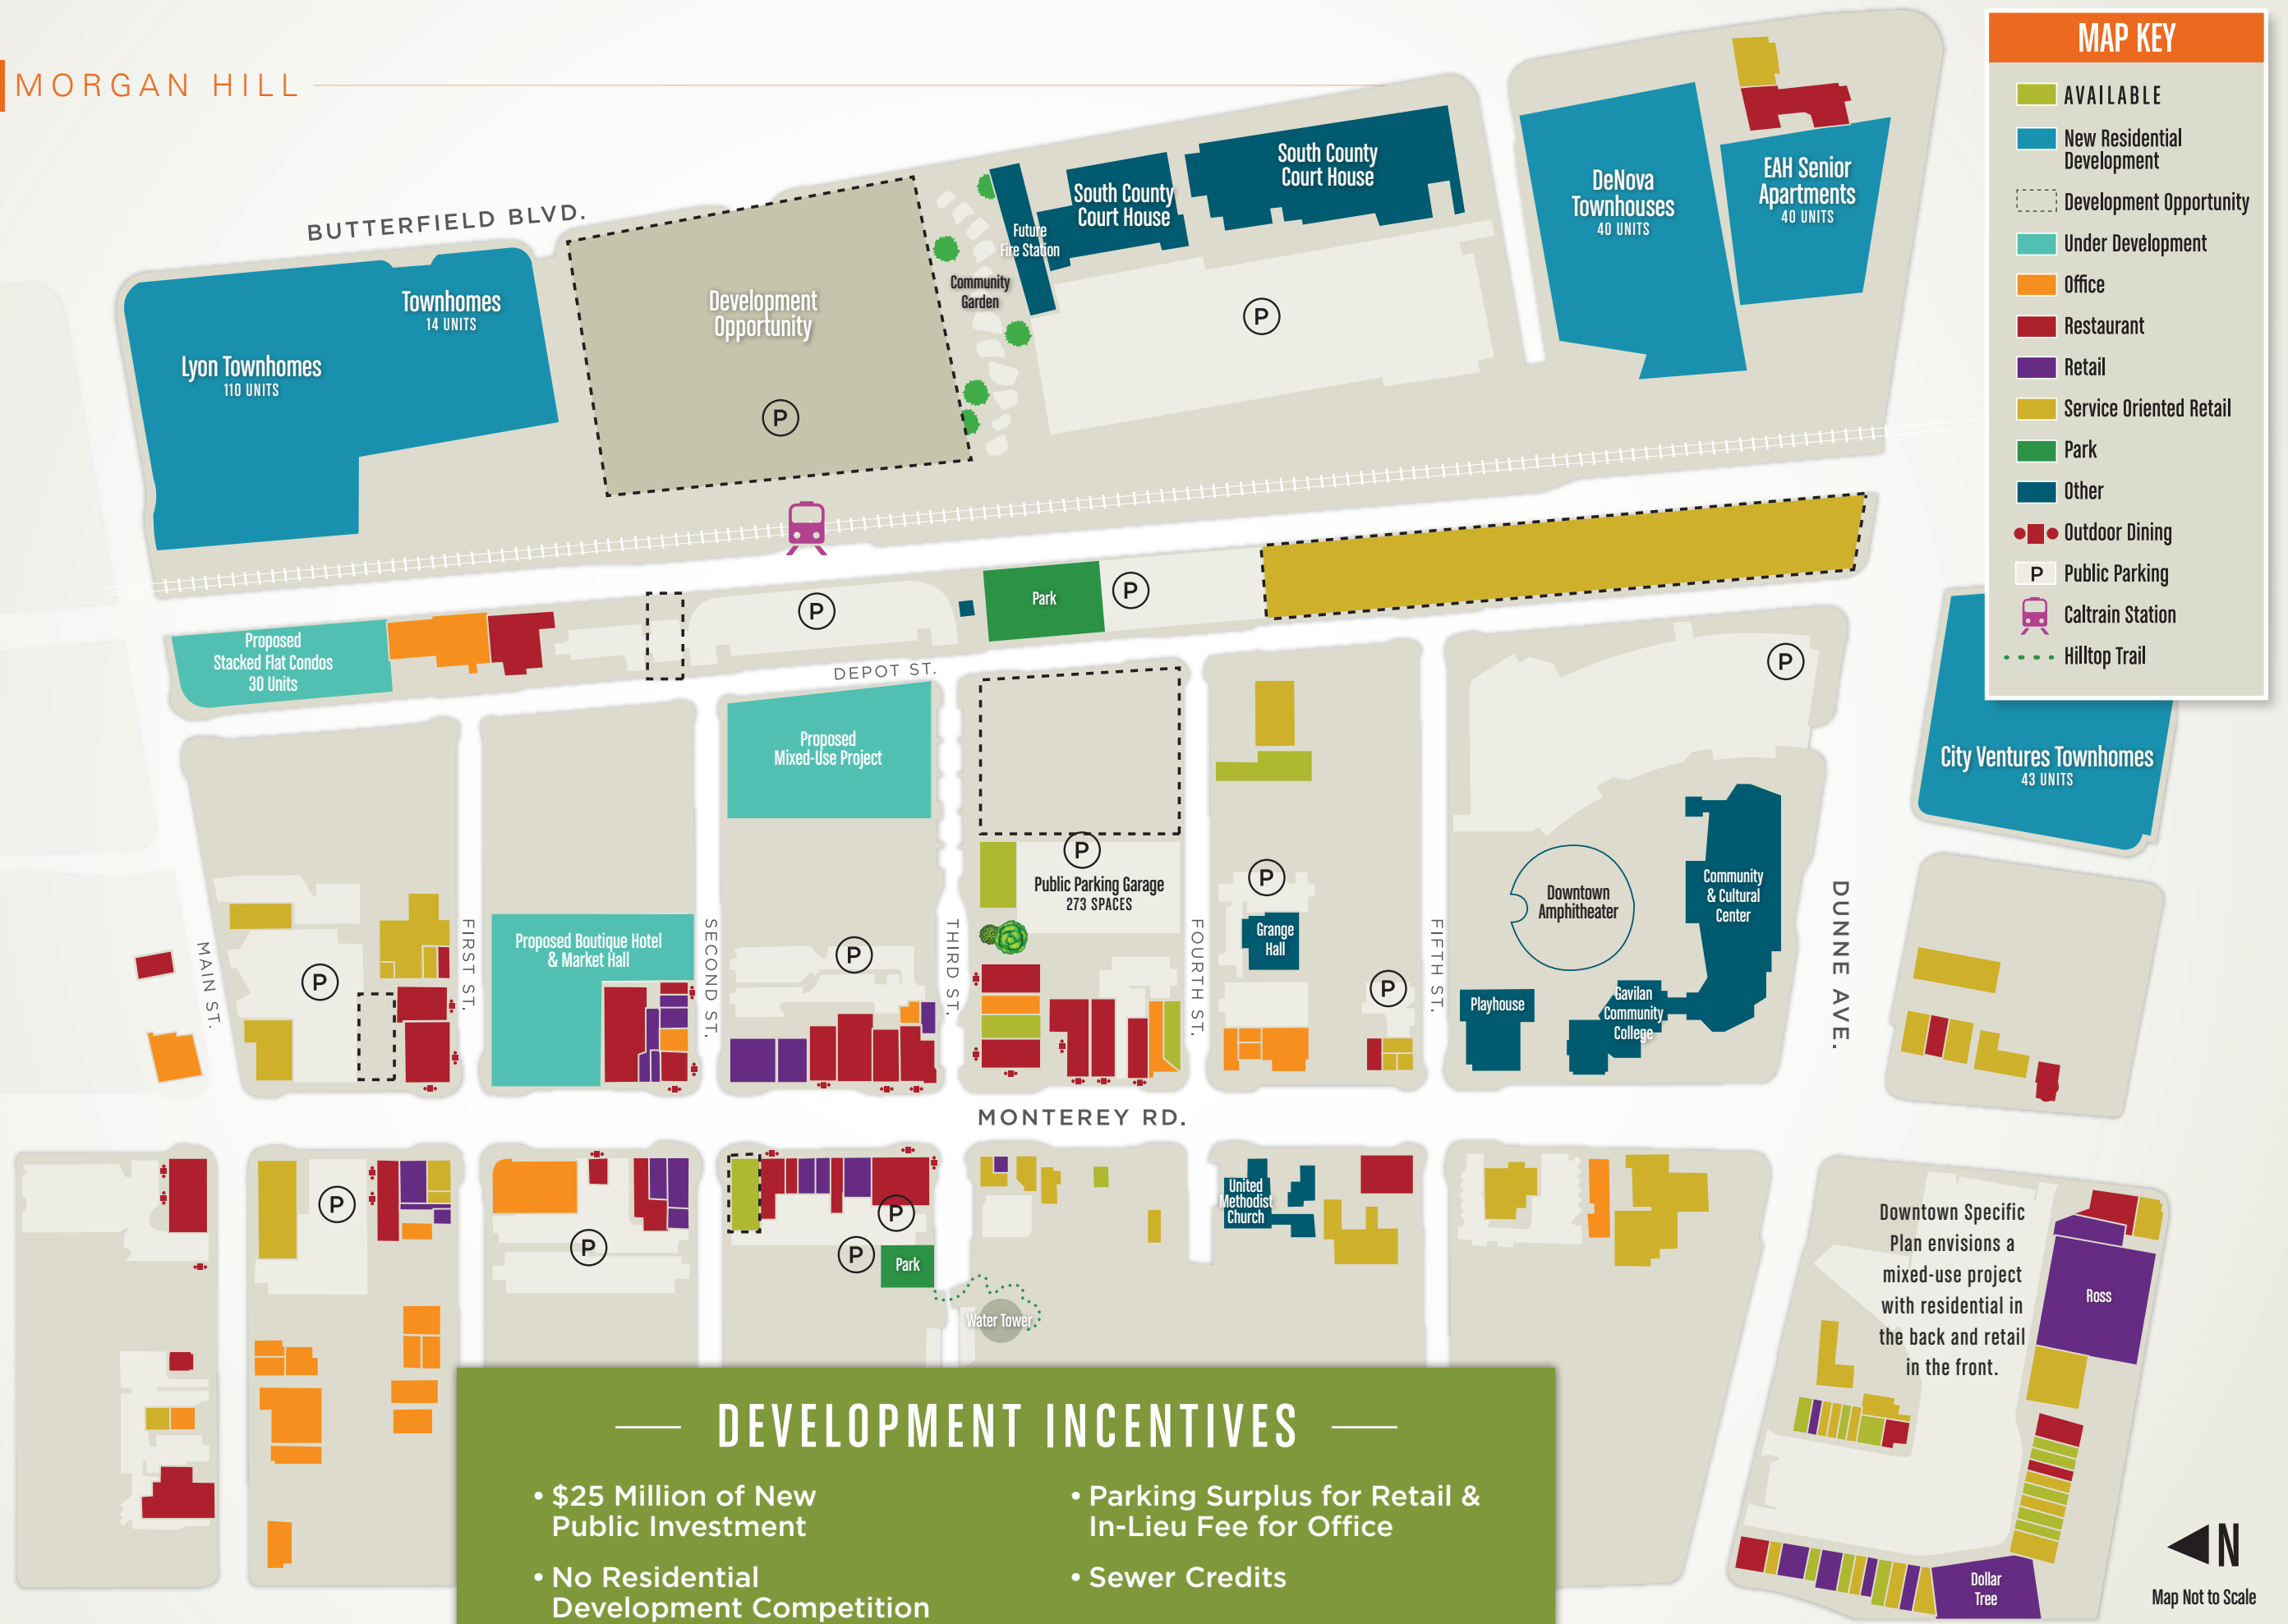 MORGAN HILL
MAP KEY
AVAILABLE
New Residential
Development
Development Opportunity
Under Development
Office
Restaurant
Retail
Service Oriented Retail
Park
Other
Outdoor Dining
P Public Parking
Caltrain Station
Hilltop Trail
BUTTERFIELD BLVD.
Lyon Townhomes
110 UNITS
Townhomes
14 UNITS
Development
Opportunity
P
Community
Garden
Future
Fire Station
South County
Court House
South County
Court House
P
DeNova
Townhouses
40 UNITS
EAH Senior
Apartments
40 UNITS
Proposed
Stacked Flat Condos
30 Units
P
Park
P
DEPOT ST.
City Ventures Townhomes
43 UNITS
P
Proposed
Mixed-Use Project
P
Public Parking Garage
273 SPACES
P
Grange
Hall
P
Downtown
Amphitheater
Community
& Cultural
Center
Playhouse
Gavilan
Community
College
Proposed Boutique Hotel
& Market Hall
P
P
MAIN ST.
FIRST ST.
SECOND ST.
THIRD ST.
FOURTH ST.
FIFTH ST.
DUNNE AVE.
MONTEREY RD.
P
P
P
P
Park
Water Tower
United
Methodist
Church
Downtown Specific
Plan envisions a
mixed-use project
with residential in
the back and retail
in the front.
Ross
Dollar
Tree
N
Map Not to Scale
DEVELOPMENT INCENTIVES
• $25 Million of New
Public Investment
• No Residential
Development Competition
• Parking Surplus for Retail &
In-Lieu Fee for Office
• Sewer Credits